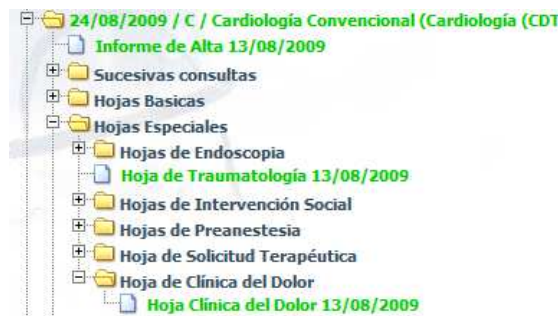 24/08/2009 / C / Cardiología Convencional (Cardiología (CDT
Informe de Alta 13/08/2009
Sucesivas consultas
Hojas Basicas
Hojas Especiales
Hojas de Endoscopia
Hoja de Traumatología 13/08/2009
Hojas de Intervención Social
Hojas de Preanestesia
Hoja de Solicitud Terapéutica
Hoja de Clínica del Dolor
Hoja Clínica del Dolor 13/08/2009